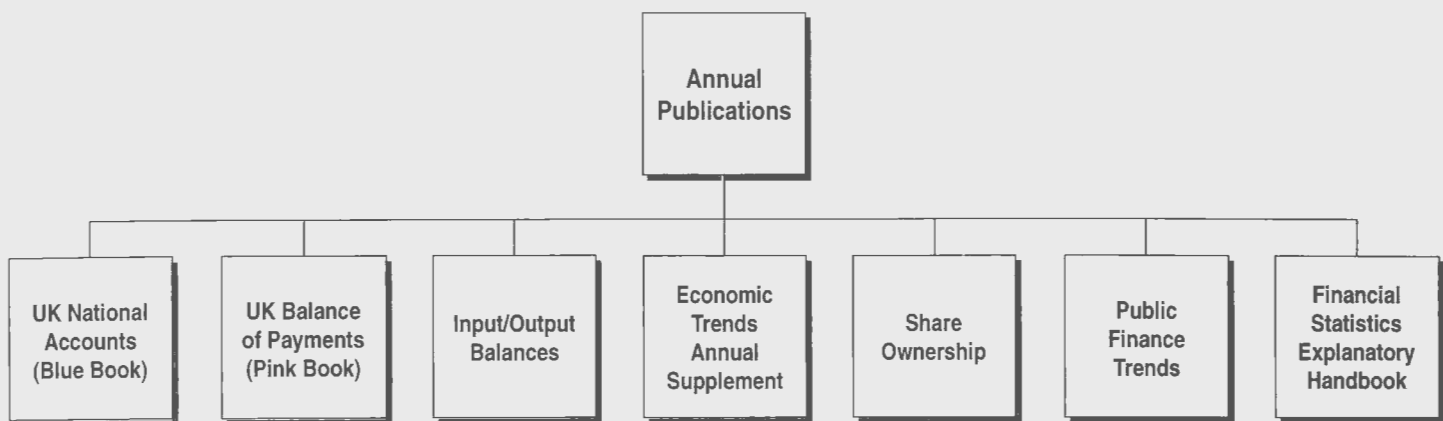 Annual
Publications
UK National
Accounts
(Blue Book)
UK Balance
of Payments
(Pink Book)
Input/Output
Balances
Economic
Trends
Annual
Supplement
Share
Ownership
Public
Finance
Trends
Financial
Statistics
Explanatory
Handbook